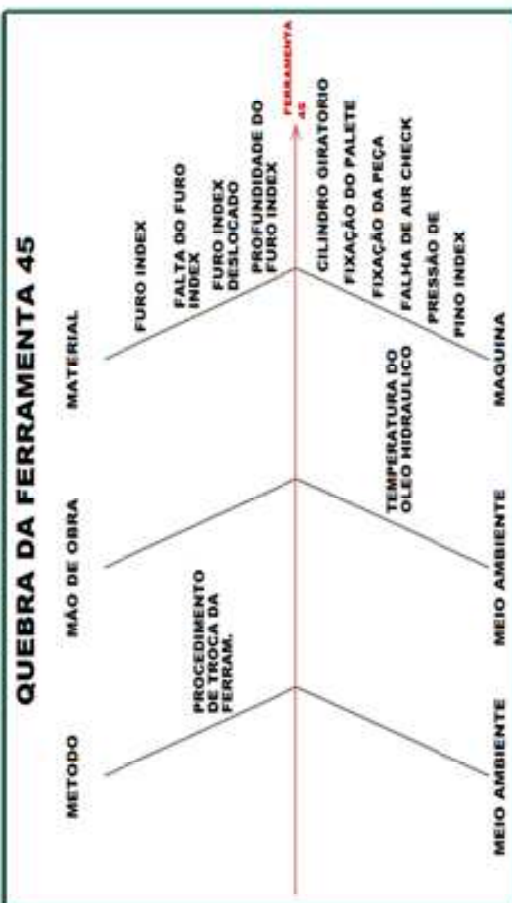 QUEBRA DA FERRAMENTA 45
METODO
MÃO DE OBRA
MATERIAL
PROCEDIMENTO
DE TROCA DA
FERRAM.
FURO INDEX
FALTA DO FURO
INDEX
FURO INDEX
DESLOCADO
PROFUNDIDADE DO
FURO INDEX
FERRAMENTA
45
CILINDRO GIRATORIO
FIXAÇÃO DO PALETE
FIXAÇÃO DA PEÇA
FALHA DE AIR CHECK
PRESSÃO DE
PINO INDEX
TEMPERATURA DO
OLEO HIDRAULICO
MEIO AMBIENTE
MEIO AMBIENTE
MAQUINA